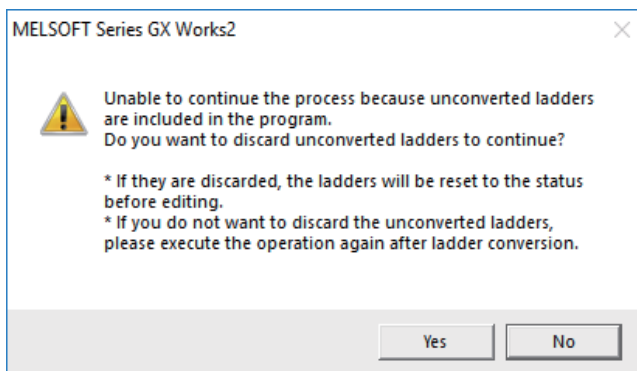 MELSOFT Series GX Works2
Unable to continue the process because unconverted ladders
are included in the program.
Do you want to discard unconverted ladders to continue?
* If they are discarded, the ladders will be reset to the status
before editing.
* If you do not want to discard the unconverted ladders,
please execute the operation again after ladder conversion.
Yes
No